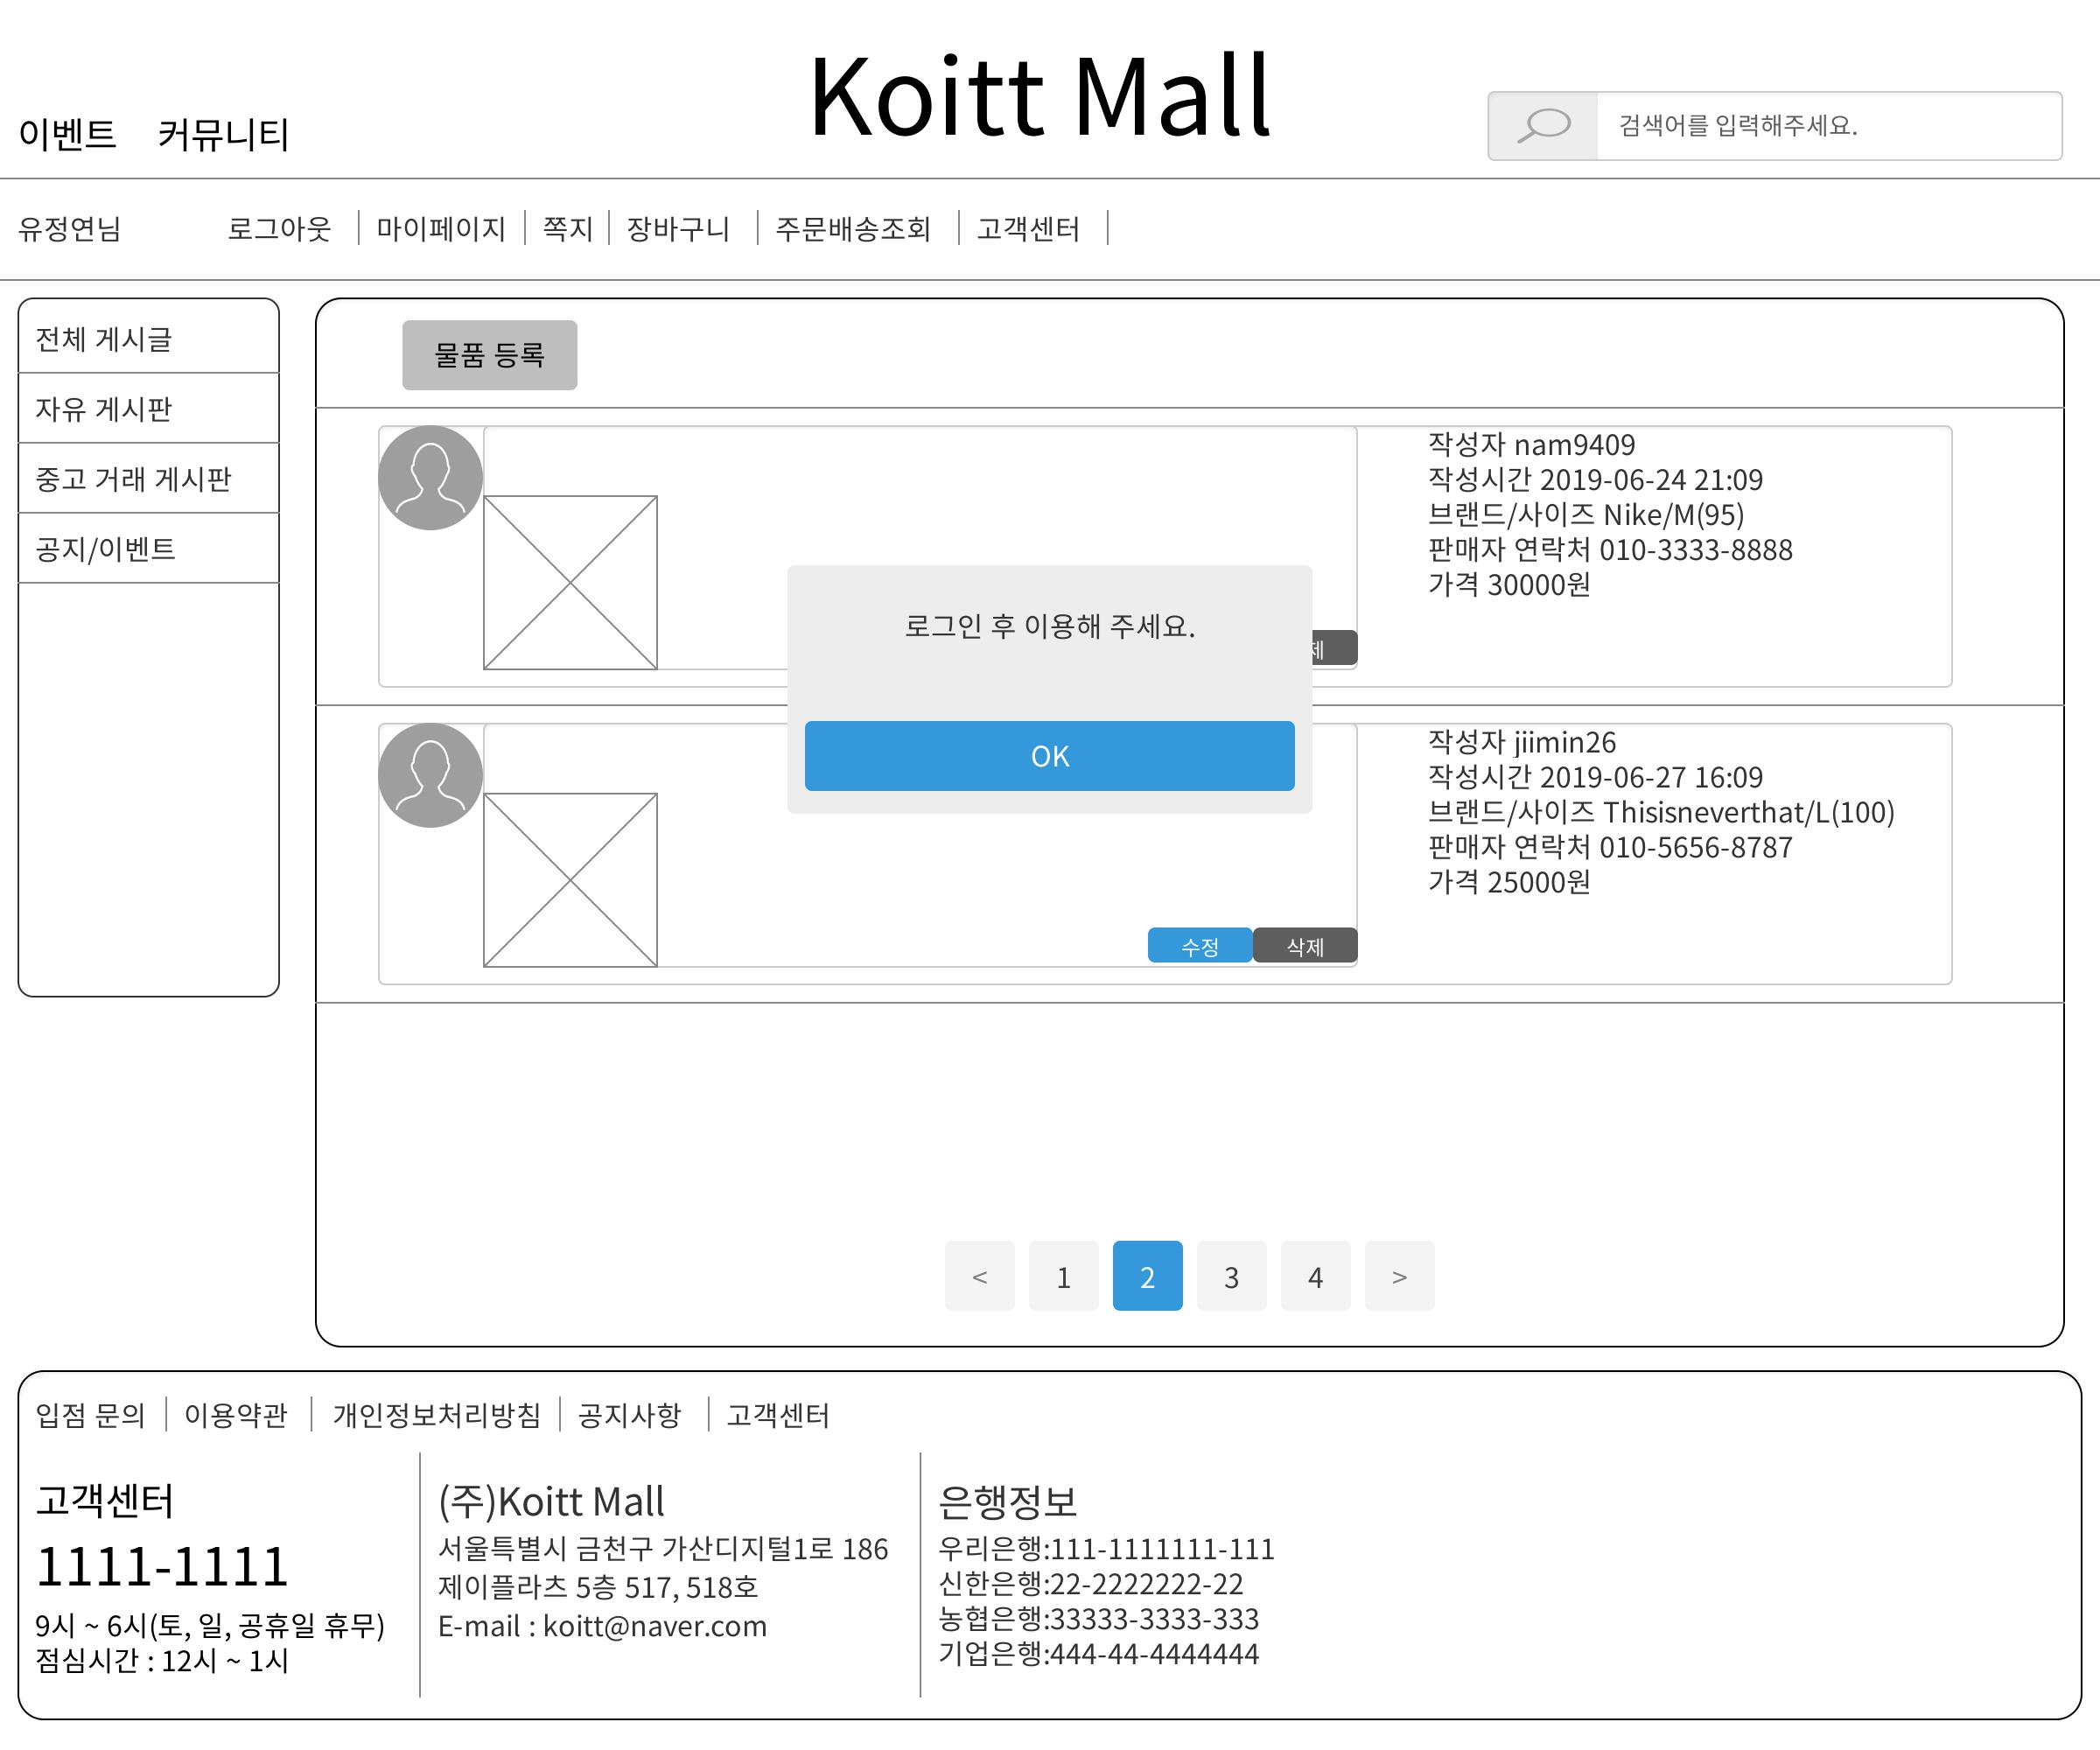 Koitt Mall
이벤트 커뮤니티
검색어를 입력해주세요.
유정연님 로그아웃 마이페이지 쪽지 장바구니 주문배송조회 고객센터
전체 게시글
자유 게시판
중고 거래 게시판
공지/이벤트
물품 등록
작성자 nam9409
작성시간 2019-06-24 21:09
브랜드/사이즈 Nike/M(95)
판매자 연락처 010-3333-8888
가격 30000원
로그인 후 이용해 주세요.
제
OK
작성자 jiimin26
작성시간 2019-06-27 16:09
브랜드/사이즈 Thisisneverthat/L(100)
판매자 연락처 010-5656-8787
가격 25000원
수정 삭제
< 1 2 3 4 >
입점 문의 이용약관 개인정보처리방침 공지사항 고객센터
고객센터
1111-1111
9시 ~ 6시(토, 일, 공휴일 휴무)
점심시간 : 12시 ~ 1시
(주)Koitt Mall
서울특별시 금천구 가산디지털1로 186
제이플라츠 5층 517, 518호
E-mail : koitt@naver.com
은행정보
우리은행:111-1111111-111
신한은행:22-2222222-22
농협은행:33333-3333-333
기업은행:444-44-4444444